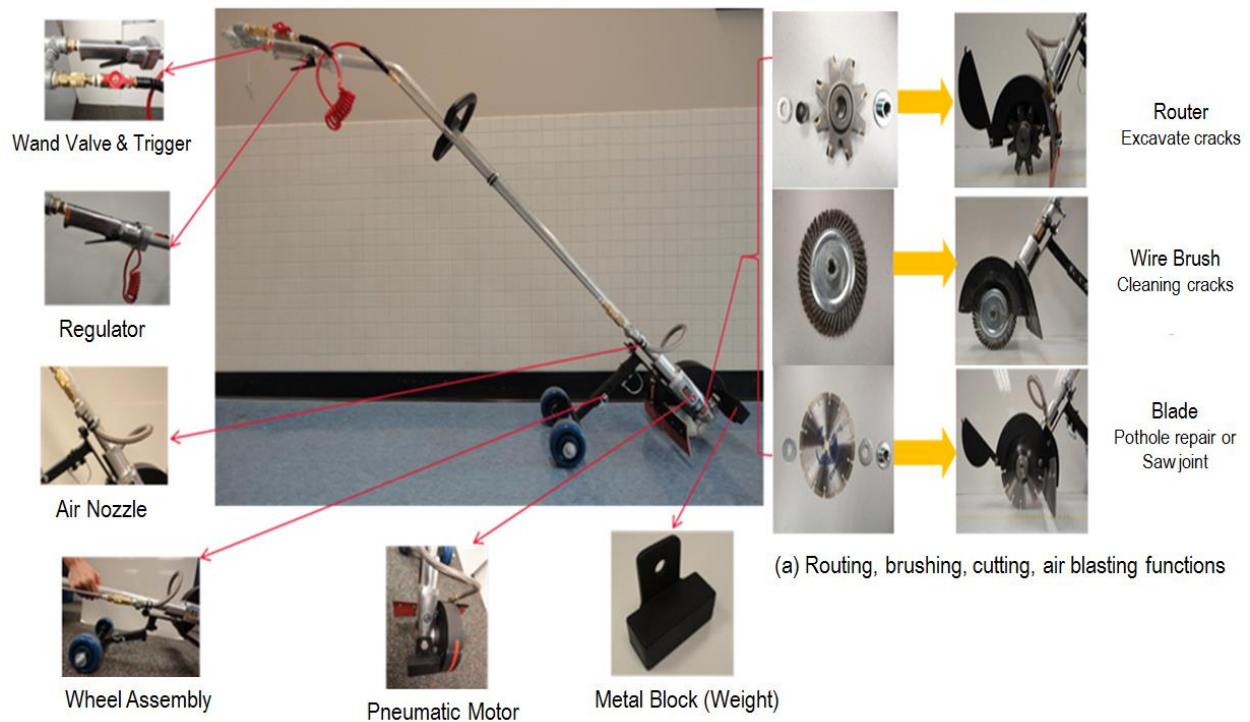 Wand Valve & Trigger
Regulator
Air Nozzle
Wheel Assembly
Pneumatic Motor
Metal Block (Weight)
Router
Excavate cracks
Wire Brush
Cleaning cracks
Blade
Pothole repair or
Saw joint
(a) Routing, brushing, cutting, air blasting functions